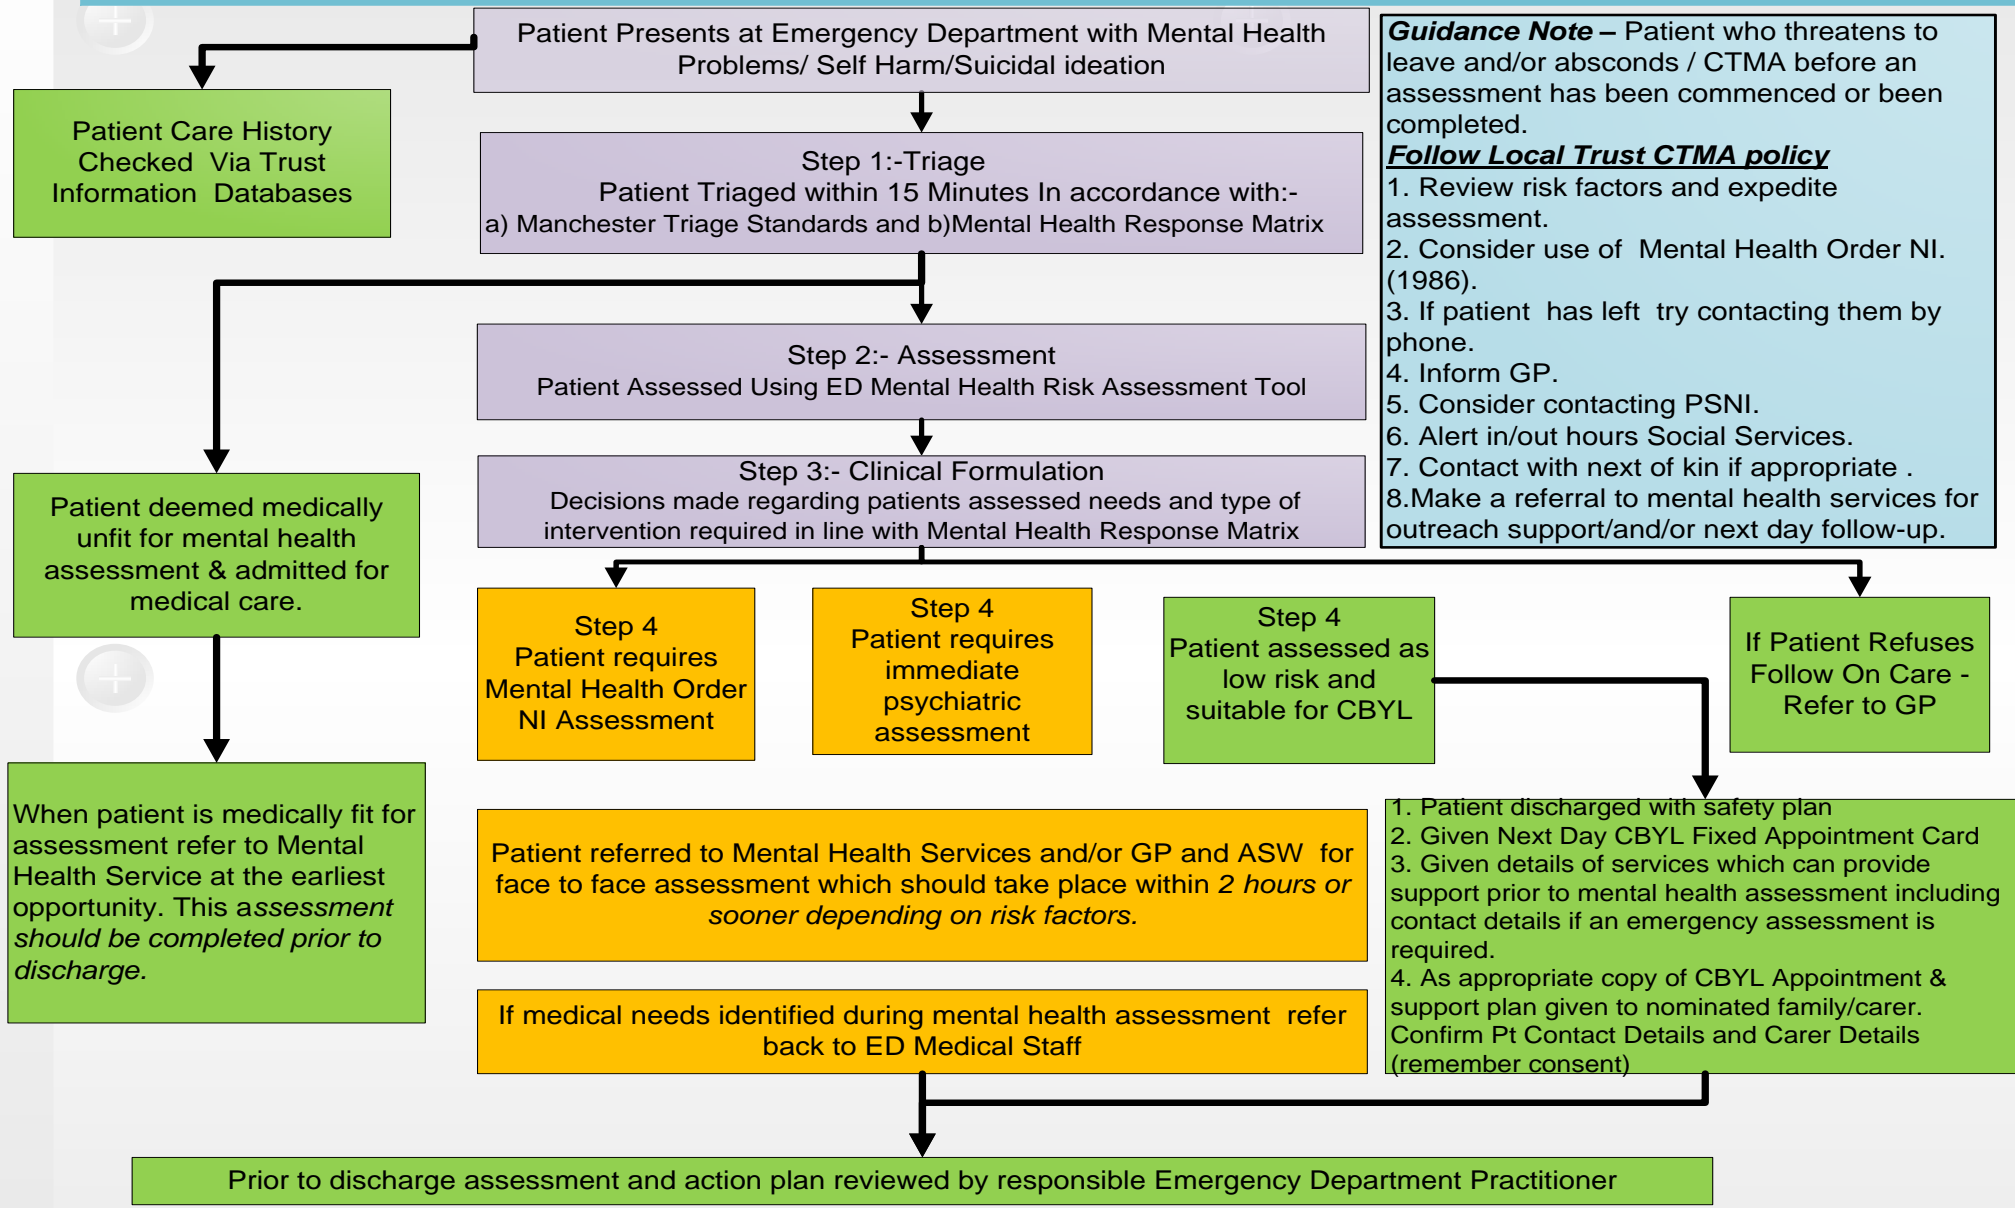 Patient Presents at Emergency Department with Mental Health
Problems/ Self Harm/Suicidal ideation
Patient Care History
Checked Via Trust
Information Databases
Step 1:-Triage
Patient Triaged within 15 Minutes In accordance with:-
a) Manchester Triage Standards and b)Mental Health Response Matrix
Step 2:- Assessment
Patient Assessed Using ED Mental Health Risk Assessment Tool
Step 3:- Clinical Formulation
Decisions made regarding patients assessed needs and type of
intervention required in line with Mental Health Response Matrix
Guidance Note – Patient who threatens to
leave and/or absconds / CTMA before an
assessment has been commenced or been
completed.
Follow Local Trust CTMA policy
1. Review risk factors and expedite
assessment.
2. Consider use of Mental Health Order NI.
(1986).
3. If patient has left try contacting them by
phone.
4. Inform GP.
5. Consider contacting PSNI.
6. Alert in/out hours Social Services.
7. Contact with next of kin if appropriate .
8.Make a referral to mental health services for
outreach support/and/or next day follow-up.
Patient deemed medically
unfit for mental health
assessment & admitted for
medical care.
When patient is medically fit for
assessment refer to Mental
Health Service at the earliest
opportunity. This assessment
should be completed prior to
discharge.
Step 4
Patient requires
Mental Health Order
NI Assessment
Step 4
Patient requires
immediate
psychiatric
assessment
Step 4
Patient assessed as
low risk and
suitable for CBYL
If Patient Refuses
Follow On Care -
Refer to GP
Patient referred to Mental Health Services and/or GP and ASW for
face to face assessment which should take place within 2 hours or
sooner depending on risk factors.
If medical needs identified during mental health assessment refer
back to ED Medical Staff
1. Patient discharged with safety plan
2. Given Next Day CBYL Fixed Appointment Card
3. Given details of services which can provide
support prior to mental health assessment including
contact details if an emergency assessment is
required.
4. As appropriate copy of CBYL Appointment &
support plan given to nominated family/carer.
Confirm Pt Contact Details and Carer Details
(remember consent)
Prior to discharge assessment and action plan reviewed by responsible Emergency Department Practitioner